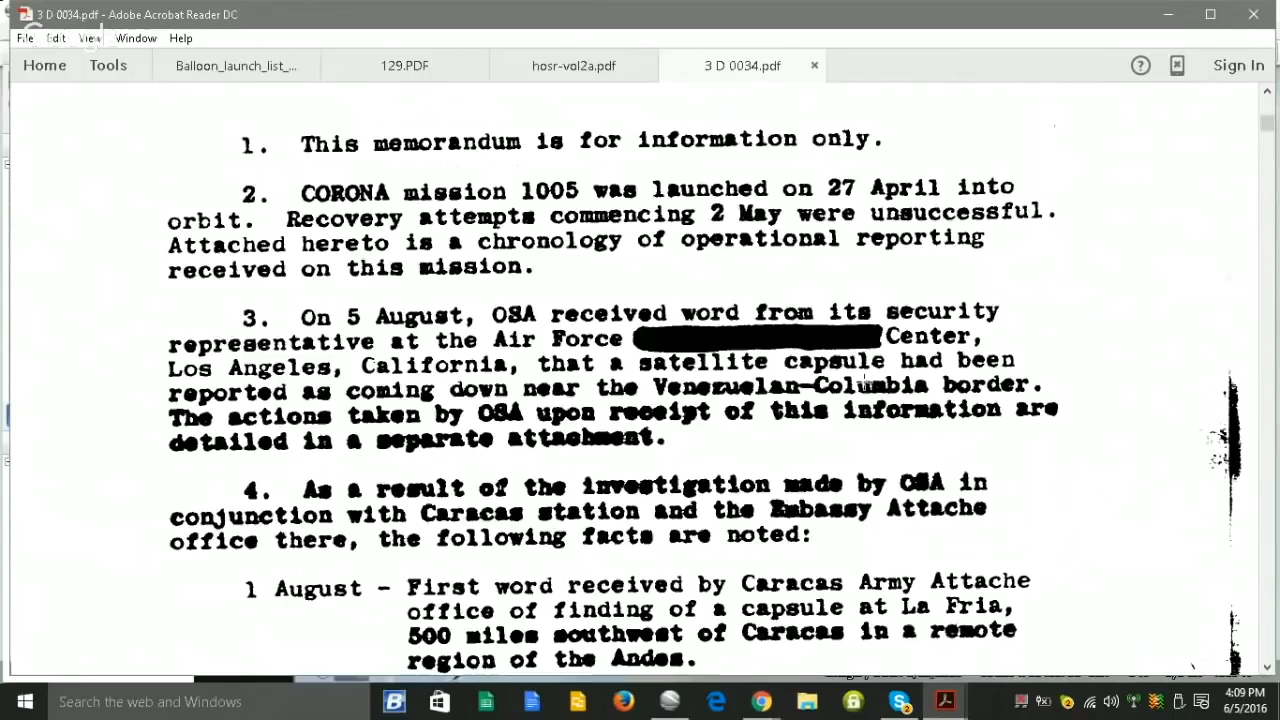 3 D 0034.pdf - Adobe Acrobat Reader DC
Google
File Edit View Window Help
Home Tools Balloon_launch_list_... 129.PDF hosr-vol2a.pdf 3 D 0034.pdf × ? Sign In
1. This memorandum is for information only.
2. CORONA mission 1005 was launched on 27 April into
orbit. Recovery attempts commencing 2 May were unsuccessful.
Attached hereto is a chronology of operational reporting
received on this mission.
3. On 5 August, OSA received word from its security
representative at the Air Force Center,
Los Angeles, California, that a satellite capsule had been
reported as coming down near the Venezuelan-Columbia border.
The actions taken by OSA upon receipt of this information are
detailed in a separate attachment.
4. As a result of the investigation made by OSA in
conjunction with Caracas station and the Embassy Attache
office there, the following facts are noted:
1 August - First word received by Caracas Army Attache
office of finding of a capsule at La Fria,
500 miles southwest of Caracas in a remote
region of the Andes.
Search the web and Windows
4:09 PM
6/5/2016